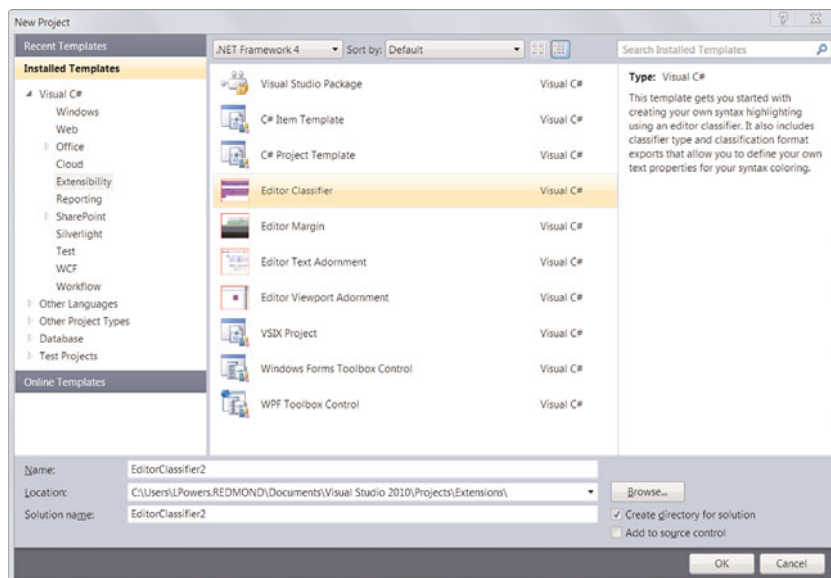 New Project
Recent Templates
Installed Templates
Visual C#
Windows
Web
Office
Cloud
Extensibility
Reporting
SharePoint
Silverlight
Test
WCF
Workflow
Other Languages
Other Project Types
Database
Test Projects
Online Templates
.NET Framework 4
Sort by: Default
Search Installed Templates
Visual Studio Package Visual C#
C# Item Template Visual C#
C# Project Template Visual C#
Editor Classifier Visual C#
Editor Margin Visual C#
Editor Text Adornment Visual C#
Editor Viewport Adornment Visual C#
VSIX Project Visual C#
Windows Forms Toolbox Control Visual C#
WPF Toolbox Control Visual C#
Type: Visual C#
This template gets you started with
creating your own syntax highlighting
using an editor classifier. It also includes
classifier type and classification format
exports that allow you to define your own
text properties for your syntax coloring.
Name: EditorClassifier2
Location: C:\Users\LPowers.REDMOND\Documents\Visual Studio 2010\Projects\Extensions\
Browse...
Solution name: EditorClassifier2
Create directory for solution
Add to source control
OK Cancel